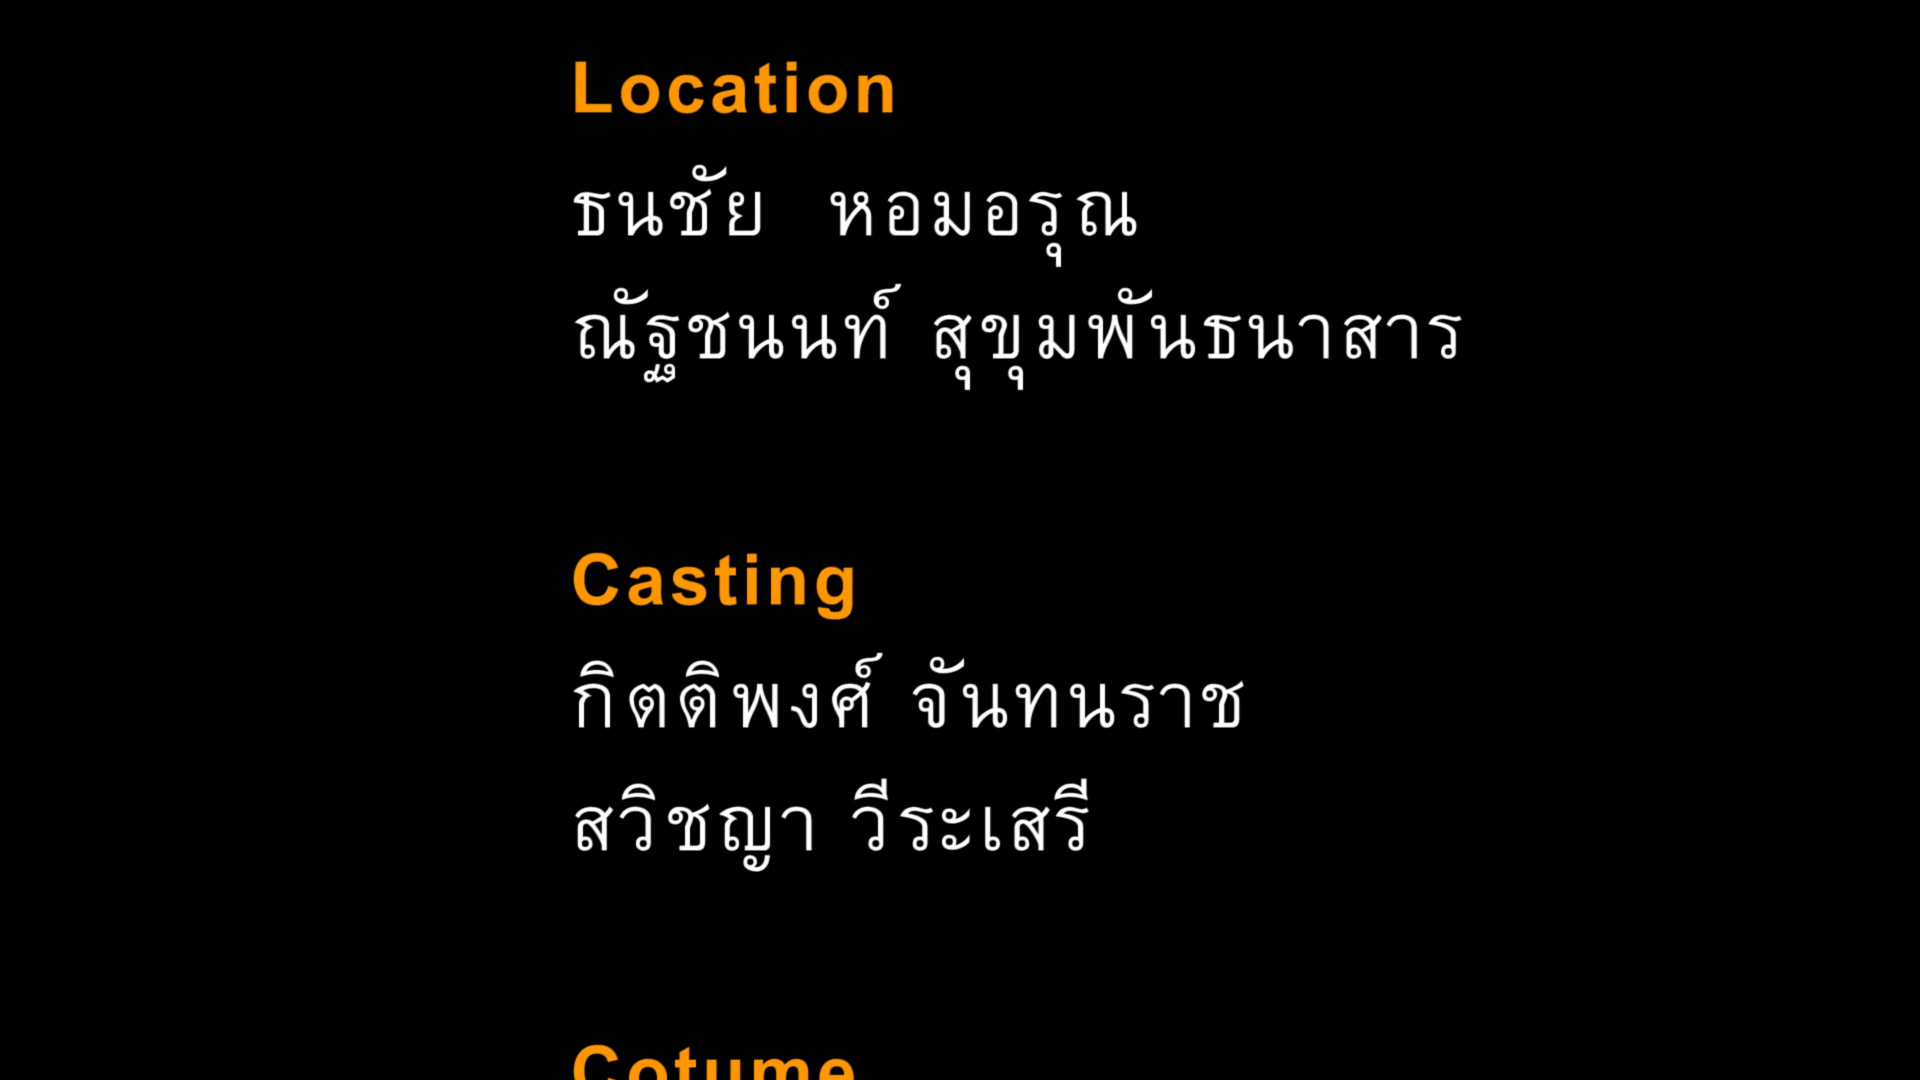 Location
ธนชัย หอมอรุณ
ณัฐชนนท์ สุขุมพันธนาสาร
Casting
กิตติพงศ์ จันทนราช
สวิชญา วีระเสรี
Cotume